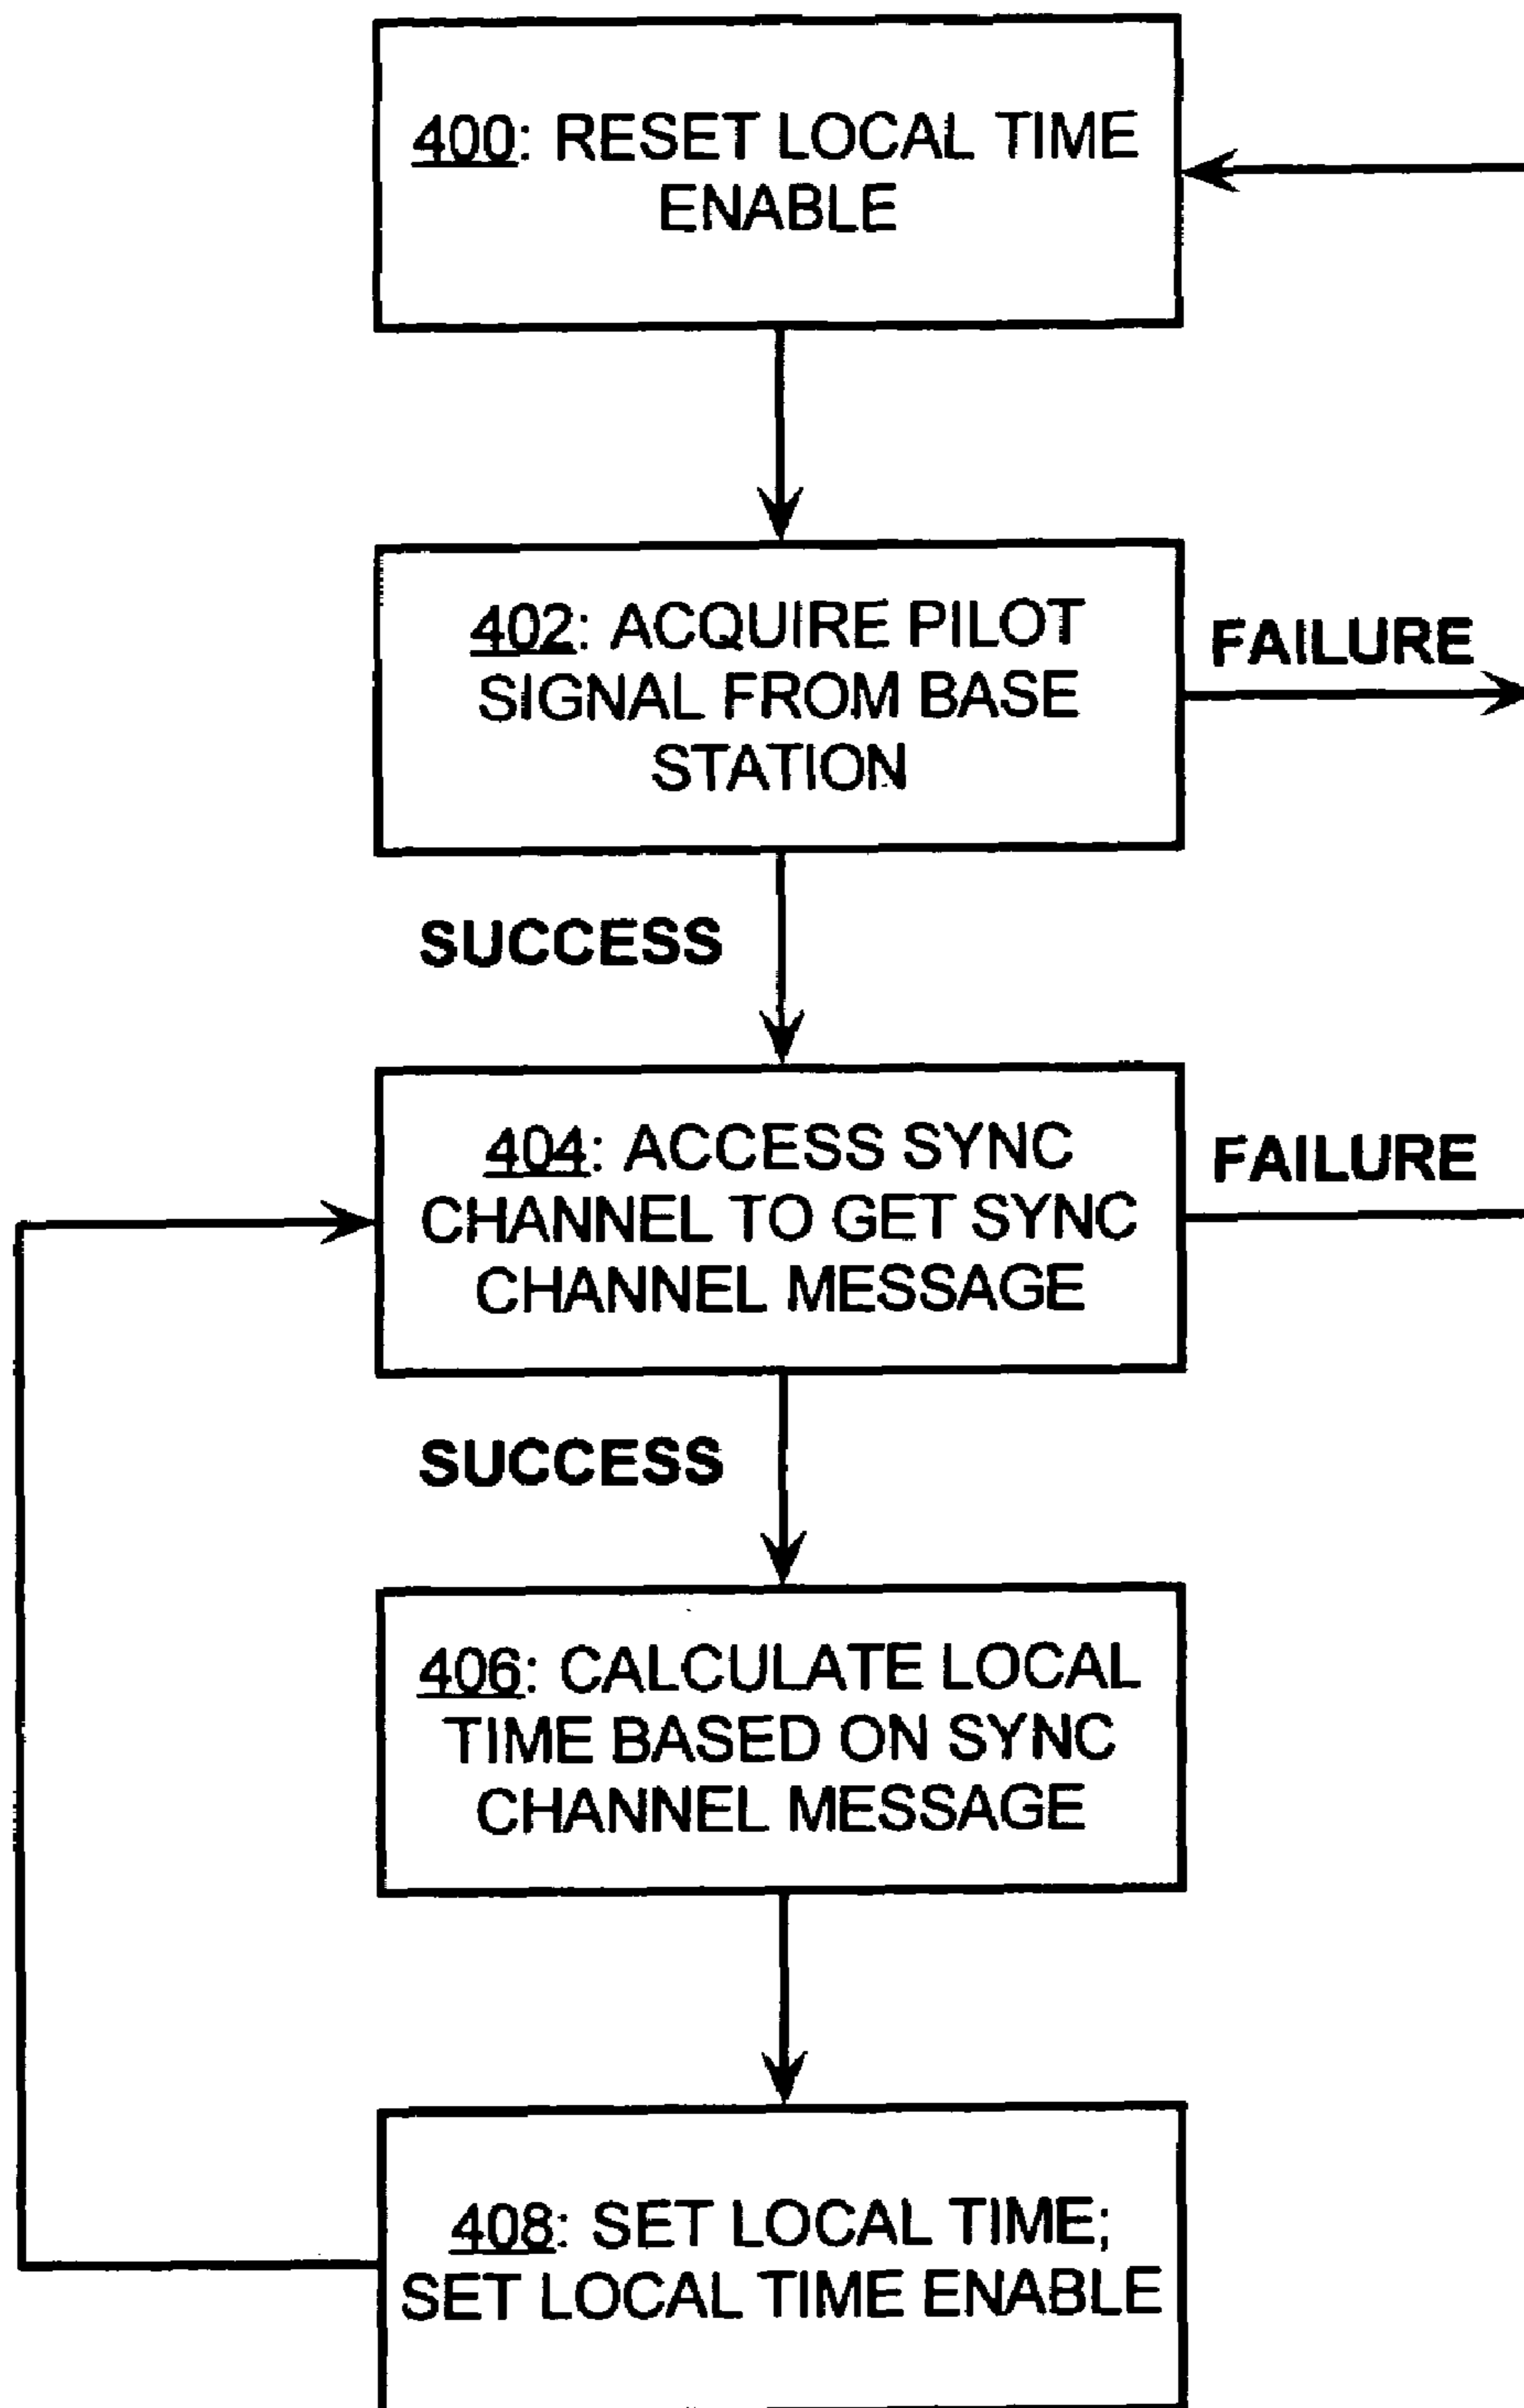 400: RESET LOCAL TIME
ENABLE
402: ACQUIRE PILOT
SIGNAL FROM BASE
STATION
FAILURE
SUCCESS
404: ACCESS SYNC
CHANNEL TO GET SYNC
CHANNEL MESSAGE
FAILURE
SUCCESS
406: CALCULATE LOCAL
TIME BASED ON SYNC
CHANNEL MESSAGE
408: SET LOCAL TIME;
SET LOCAL TIME ENABLE